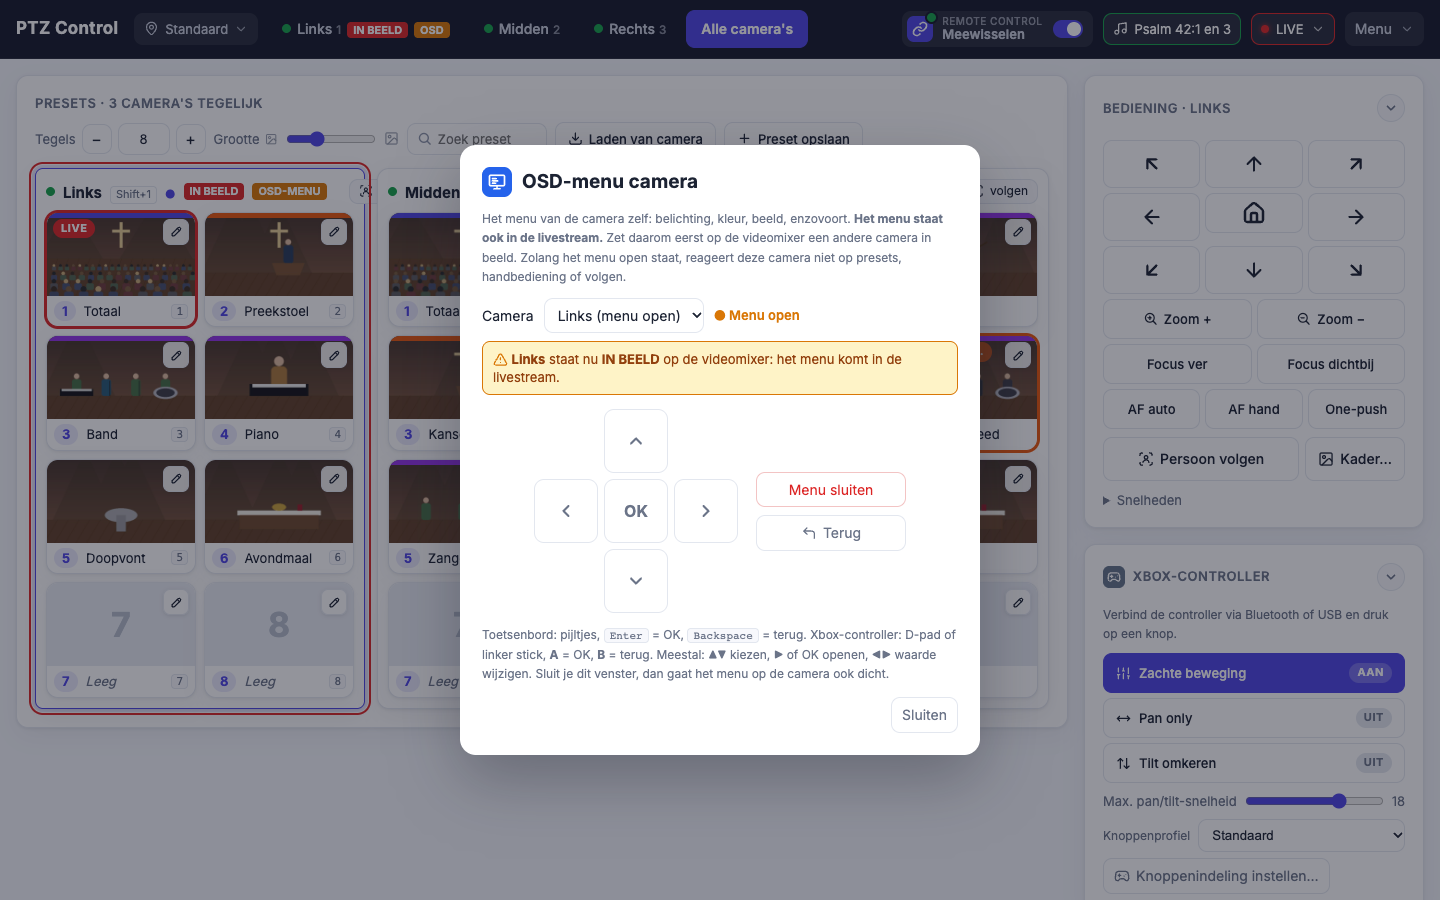 PTZ Control
Standaard
Links 1 IN BEELD OSD
Midden 2
Rechts 3
Alle camera's
REMOTE CONTROL
Meewisselen
Psalm 42:1 en 3
LIVE
Menu
PRESETS · 3 CAMERA'S TEGELIJK
Tegels − 8 + Grootte
Zoek preset
Laden van camera
Preset opslaan
Links Shift+1 IN BEELD OSD-MENU
Midden
volgen
LIVE
1 Totaal 1
2 Preekstoel 2
1
3 Band 3
4 Piano 4
3
5 Doopvont 5
6 Avondmaal 6
5
7
8
7 Leeg 7
8 Leeg 8
7 Leeg
OSD-menu camera
Het menu van de camera zelf: belichting, kleur, beeld, enzovoort. Het menu staat
ook in de livestream. Zet daarom eerst op de videomixer een andere camera in
beeld. Zolang het menu open staat, reageert deze camera niet op presets,
handbediening of volgen.
Camera Links (menu open) Menu open
Links staat nu IN BEELD op de videomixer: het menu komt in de
livestream.
OK
Menu sluiten
Terug
Toetsenbord: pijltjes, Enter = OK, Backspace = terug. Xbox-controller: D-pad of
linker stick, A = OK, B = terug. Meestal: ▲▼ kiezen, ▶ of OK openen, ◀▶ waarde
wijzigen. Sluit je dit venster, dan gaat het menu op de camera ook dicht.
Sluiten
BEDIENING · LINKS
Zoom +
Zoom −
Focus ver
Focus dichtbij
AF auto
AF hand
One-push
Persoon volgen
Kader...
▶ Snelheden
XBOX-CONTROLLER
Verbind de controller via Bluetooth of USB en druk
op een knop.
Zachte beweging AAN
Pan only UIT
Tilt omkeren UIT
Max. pan/tilt-snelheid 18
Knoppenprofiel Standaard
Knoppenindeling instellen...